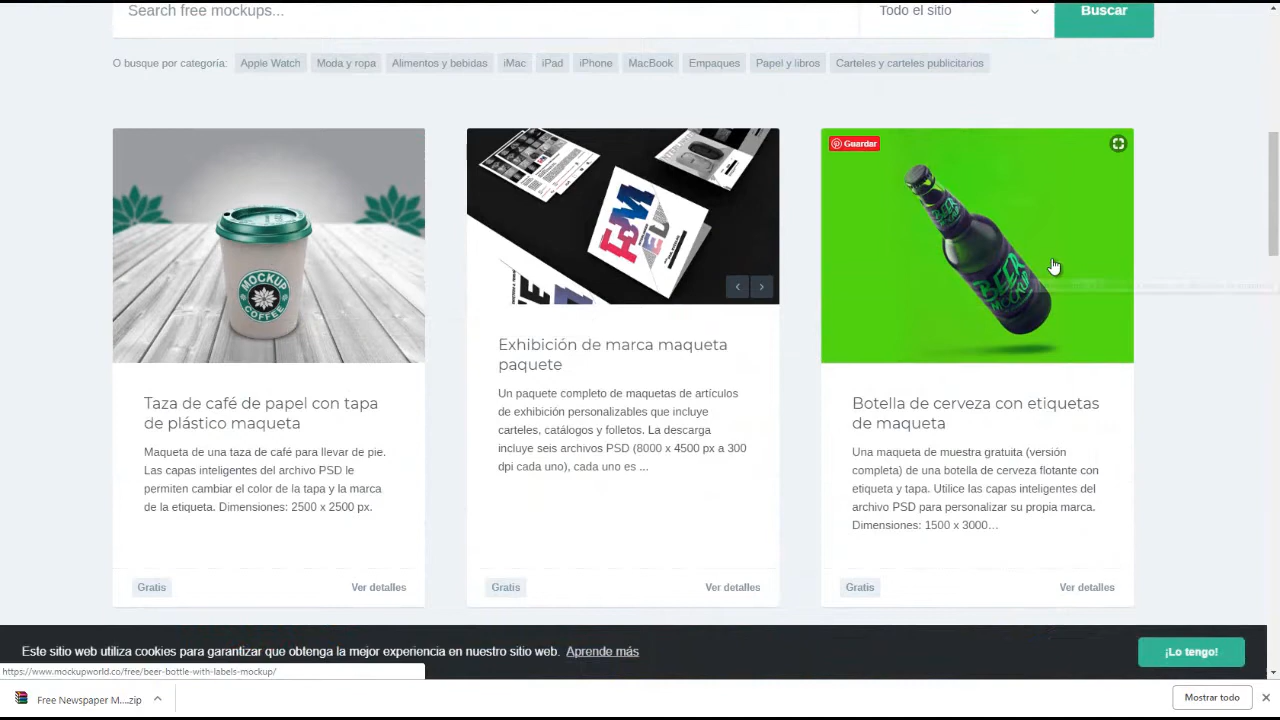 Search free mockups...
Todo el sitio
Buscar
O busque por categoría:
Apple Watch
Moda y ropa
Alimentos y bebidas
iMac
iPad
iPhone
MacBook
Empaques
Papel y libros
Carteles y carteles publicitarios
MOCKUP
COFFEE
Guardar
BEER
MOCKUP
Taza de café de papel con tapa
de plástico maqueta
Maqueta de una taza de café para llevar de pie.
Las capas inteligentes del archivo PSD le
permiten cambiar el color de la tapa y la marca
de la etiqueta. Dimensiones: 2500 x 2500 px.
Gratis
Ver detalles
Exhibición de marca maqueta
paquete
Un paquete completo de maquetas de artículos
de exhibición personalizables que incluye
carteles, catálogos y folletos. La descarga
incluye seis archivos PSD (8000 x 4500 px a 300
dpi cada uno), cada uno es ...
Gratis
Ver detalles
Botella de cerveza con etiquetas
de maqueta
Una maqueta de muestra gratuita (versión
completa) de una botella de cerveza flotante con
etiqueta y tapa. Utilice las capas inteligentes del
archivo PSD para personalizar su propia marca.
Dimensiones: 1500 x 3000...
Gratis
Ver detalles
Este sitio web utiliza cookies para garantizar que obtenga la mejor experiencia en nuestro sitio web. Aprende más
¡Lo tengo!
https://www.mockupworld.co/free/beer-bottle-with-labels-mockup/
Free Newspaper M....zip
Mostrar todo